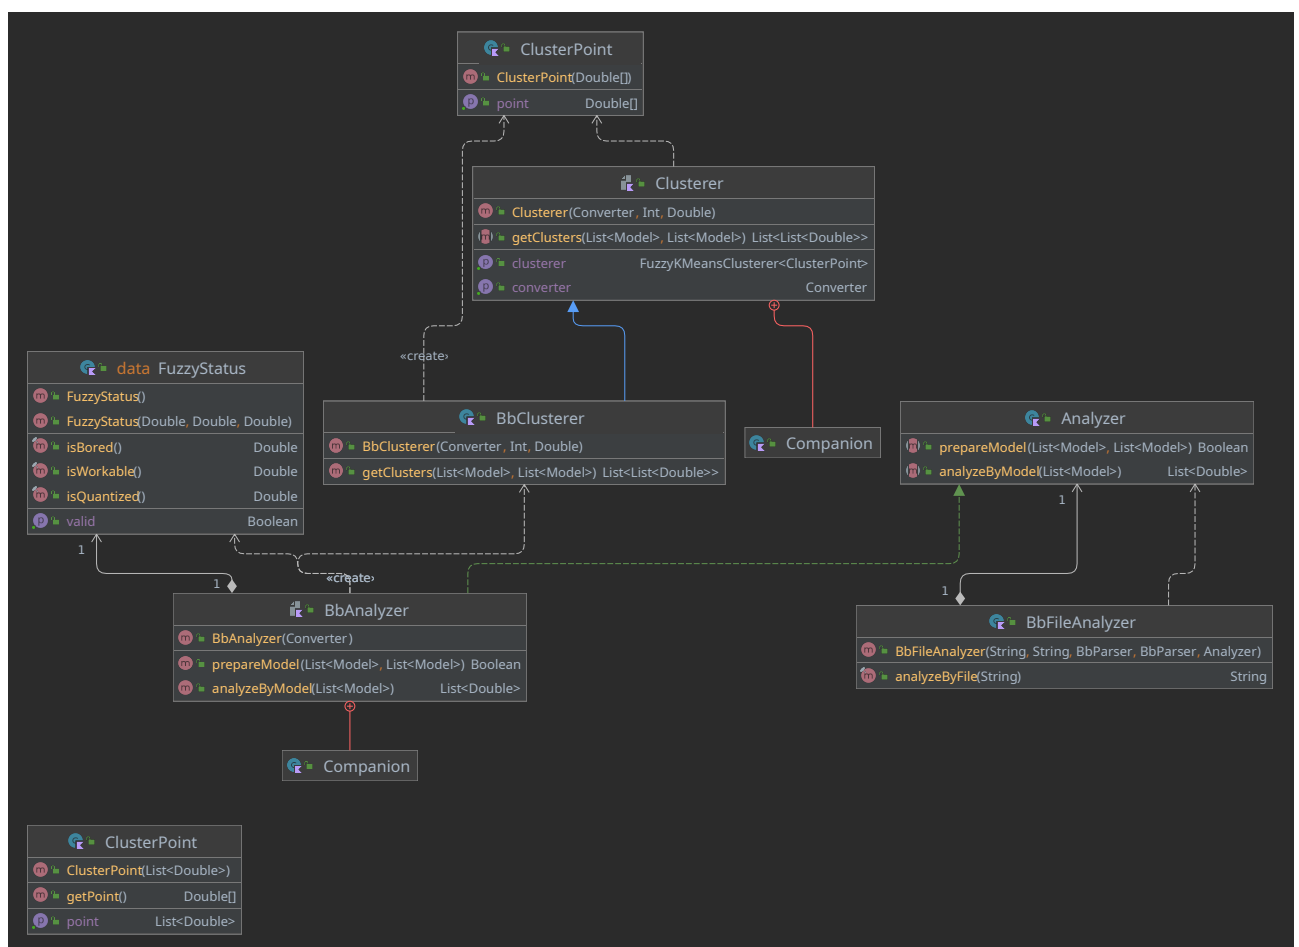 ClusterPoint
ClusterPoint(Double[])
point Double[]
Clusterer
Clusterer(Converter, Int, Double)
getClusters(List<Model>, List<Model>) List<List<Double>>
clusterer FuzzyKMeansClusterer<ClusterPoint>
converter Converter
«create»
data FuzzyStatus
FuzzyStatus()
FuzzyStatus(Double, Double, Double)
isBored() Double
isWorkable() Double
isQuantized() Double
valid Boolean
BbClusterer
BbClusterer(Converter, Int, Double)
getClusters(List<Model>, List<Model>) List<List<Double>>
Companion
Analyzer
prepareModel(List<Model>, List<Model>) Boolean
analyzeByModel(List<Model>) List<Double>
1
1
1
1
«create»
BbAnalyzer
BbAnalyzer(Converter)
prepareModel(List<Model>, List<Model>) Boolean
analyzeByModel(List<Model>) List<Double>
BbFileAnalyzer
BbFileAnalyzer(String, String, BbParser, BbParser, Analyzer)
analyzeByFile(String) String
Companion
ClusterPoint
ClusterPoint(List<Double>)
getPoint() Double[]
point List<Double>